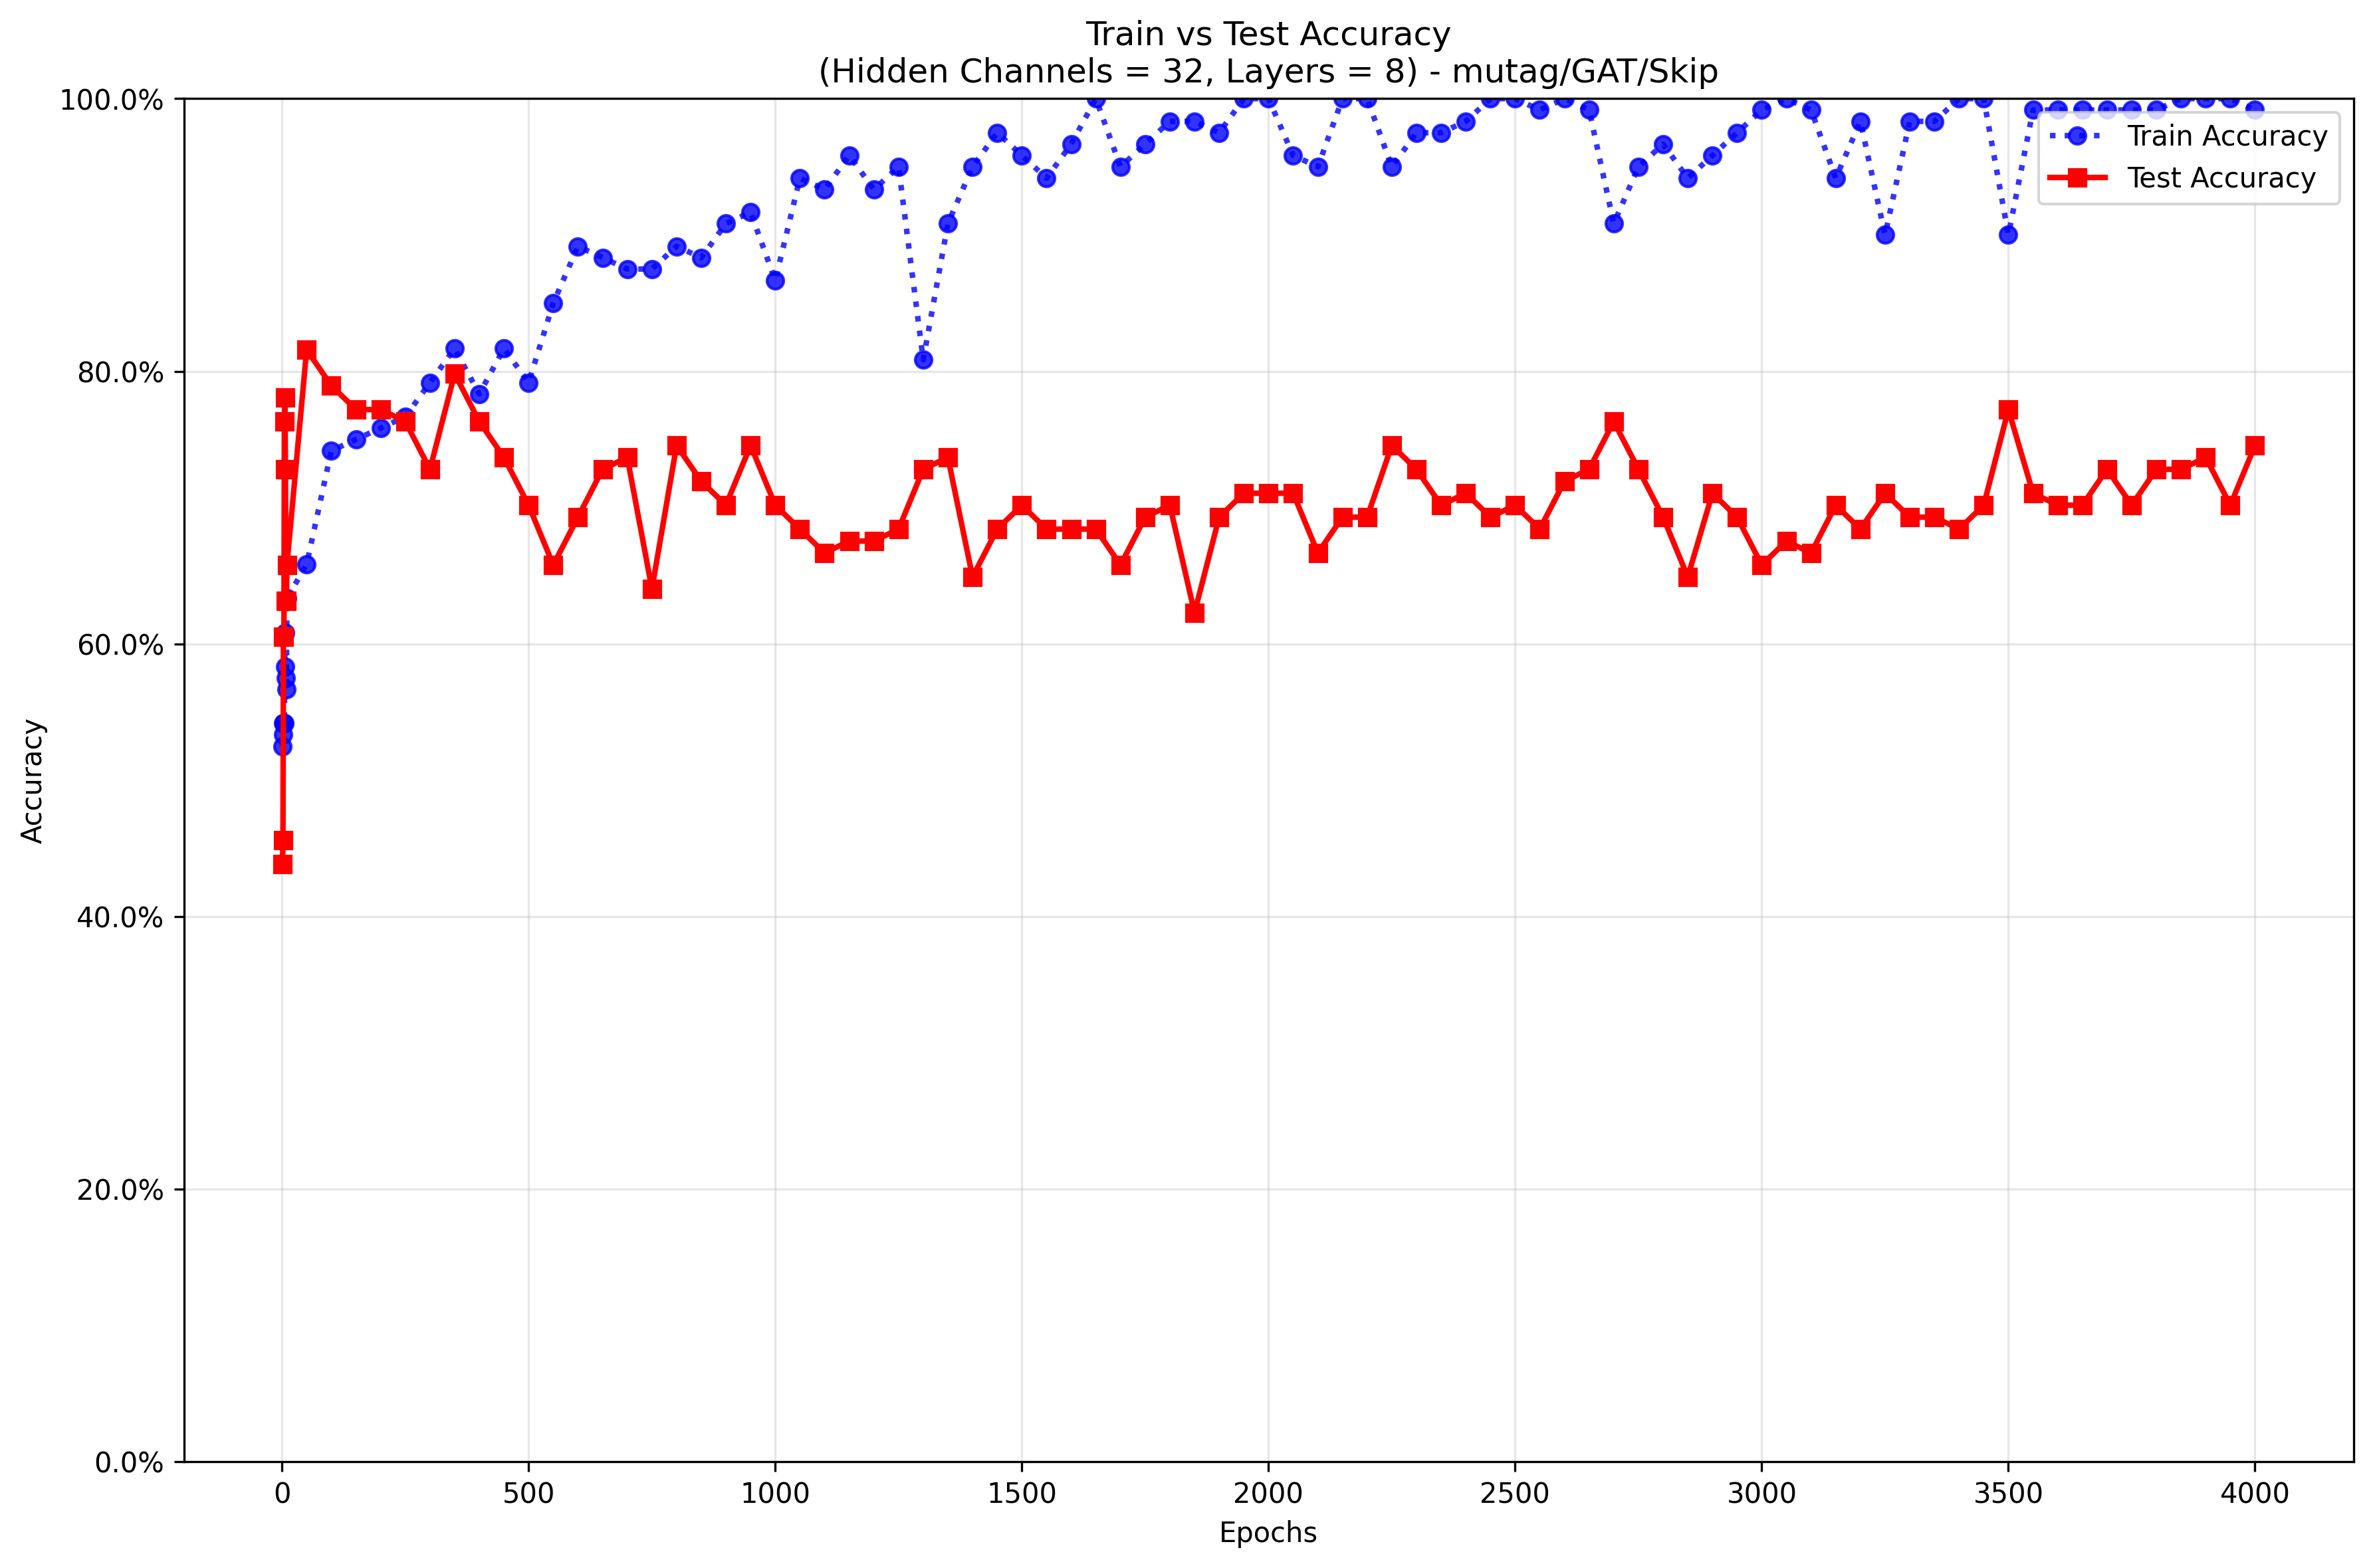 Train vs Test Accuracy
(Hidden Channels = 32, Layers = 8) - mutag/GAT/Skip
100.0%
80.0%
60.0%
40.0%
20.0%
0.0%
Accuracy
Train Accuracy
Test Accuracy
0 500 1000 1500 2000 2500 3000 3500 4000
Epochs